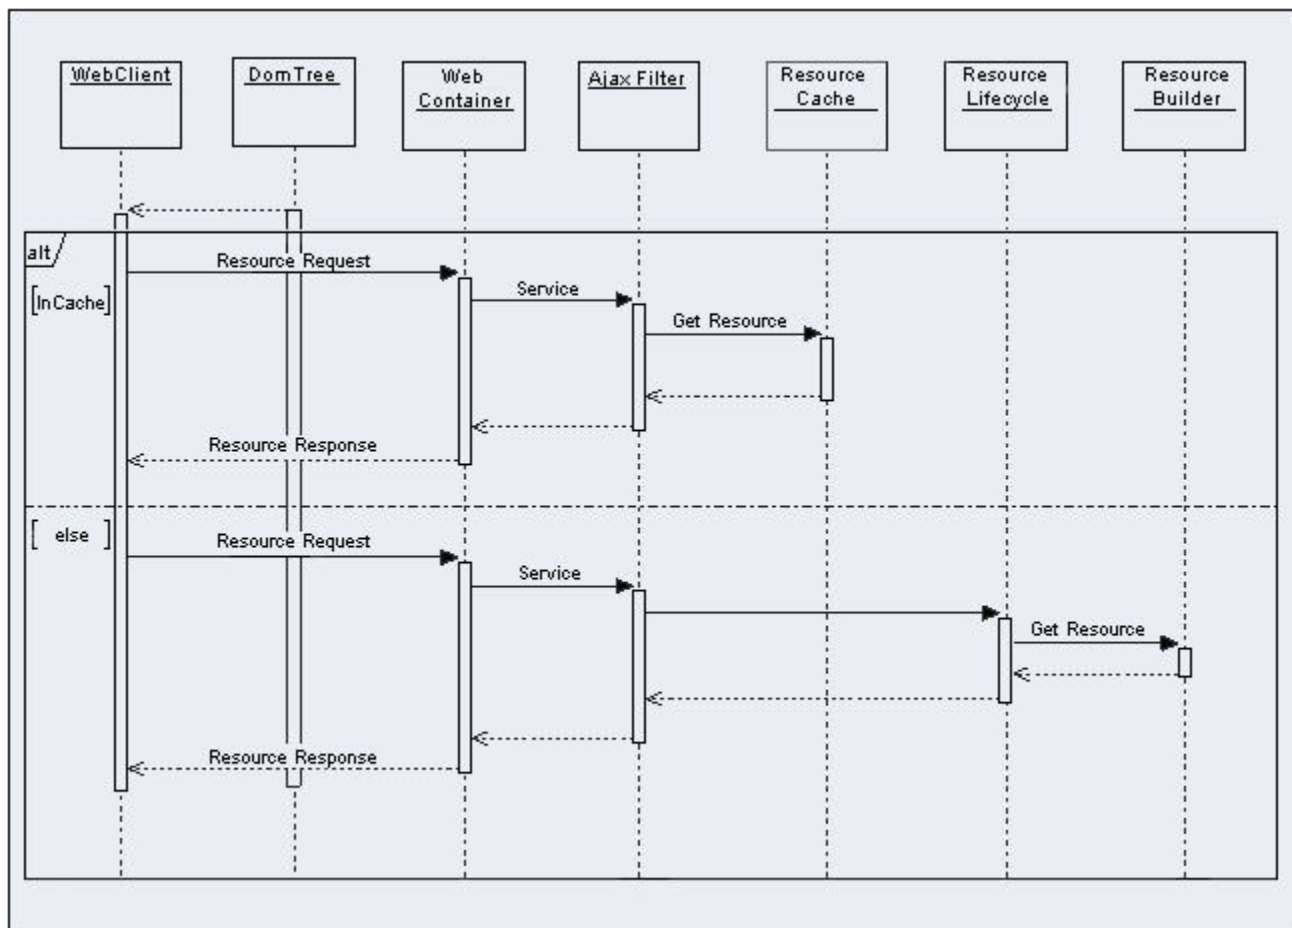 WebClient
DomTree
Web
Container
Ajax Filter
Resource
Cache
Resource
Lifecycle
Resource
Builder
alt
Resource Request
[InCache]
Service
Get Resource
Resource Response
[ else ]
Resource Request
Service
Get Resource
Resource Response